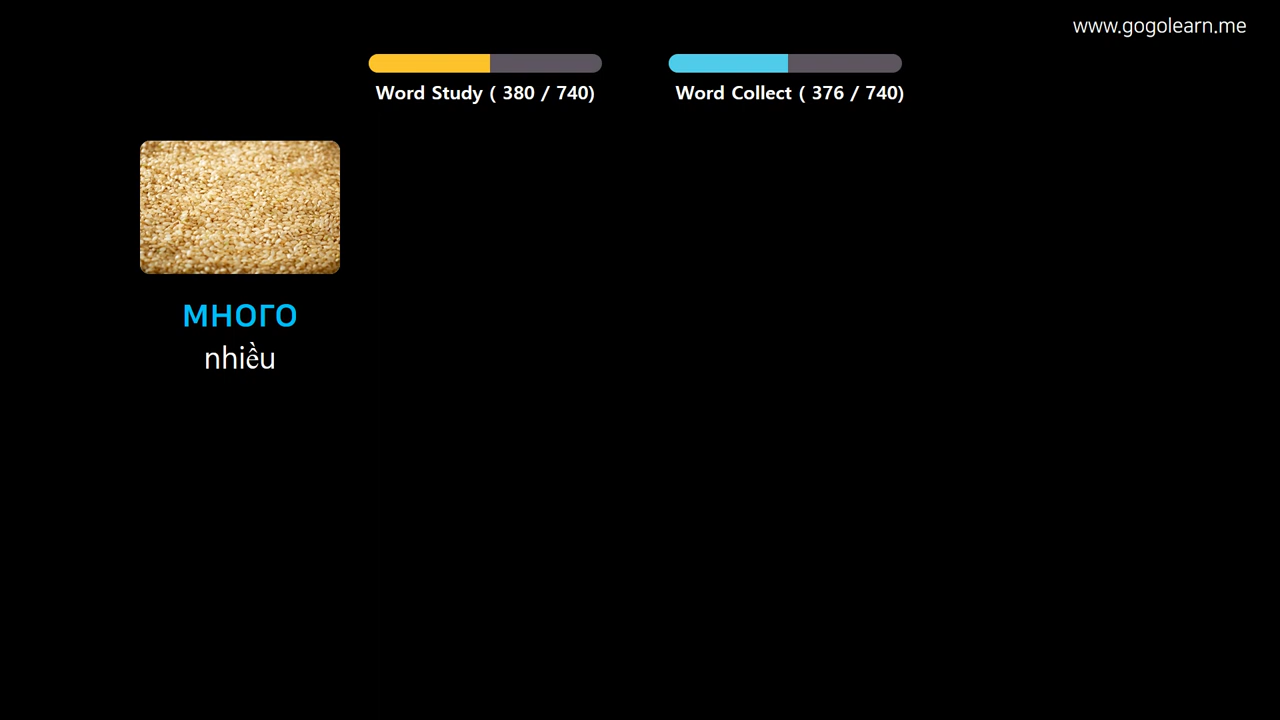 www.gogolearn.me
Word Study ( 380 / 740)
Word Collect ( 376 / 740)
много
nhiều